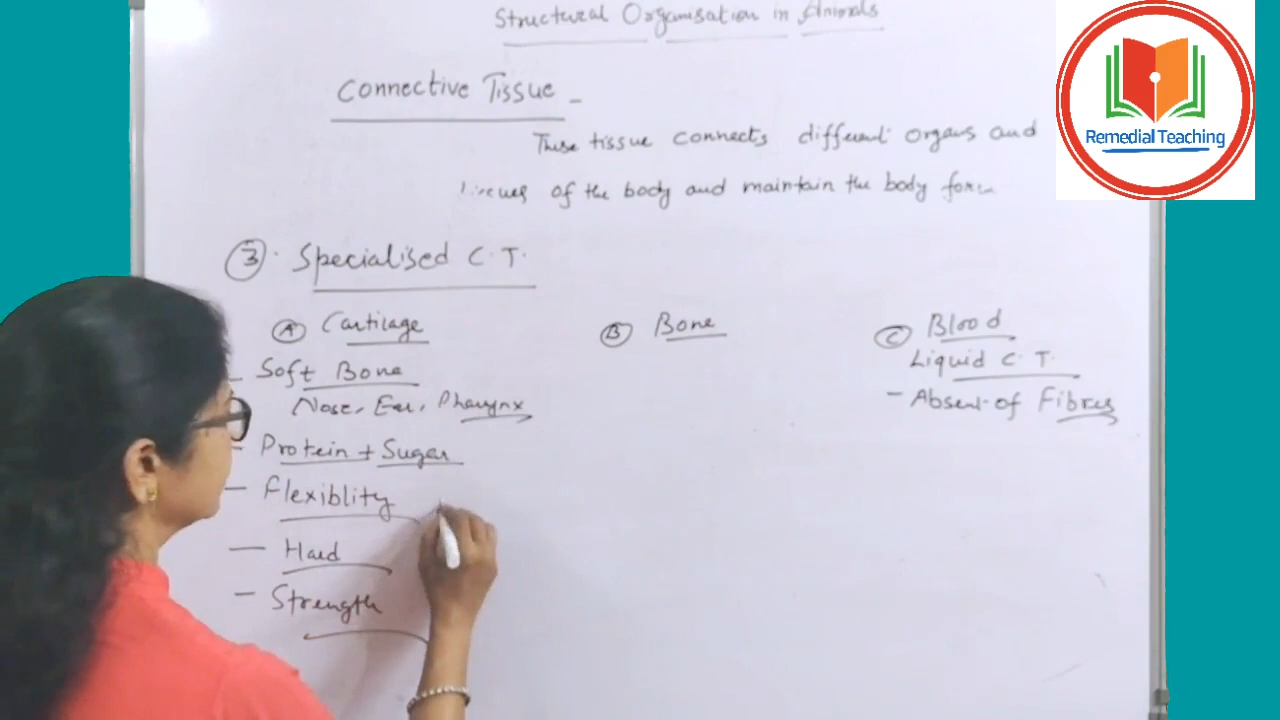 Structural Organisation in Animals
Connective Tissue -
These tissue connects different organs and
of the body and maintain the body form
3. Specialised C.T.
A Cartilage
- Soft Bone
Nose, Ear, Pharynx
- Protein + Sugar
- Flexiblity
- Hard
- Strength
B Bone
C Blood
Liquid C.T.
- Absent of Fibres
Remedial Teaching